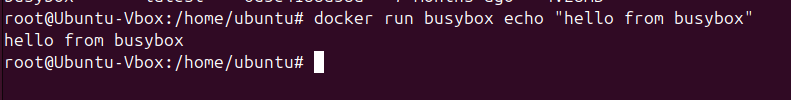 root@Ubuntu-Vbox:/home/ubuntu# docker run busybox echo "hello from busybox"
hello from busybox
root@Ubuntu-Vbox:/home/ubuntu#